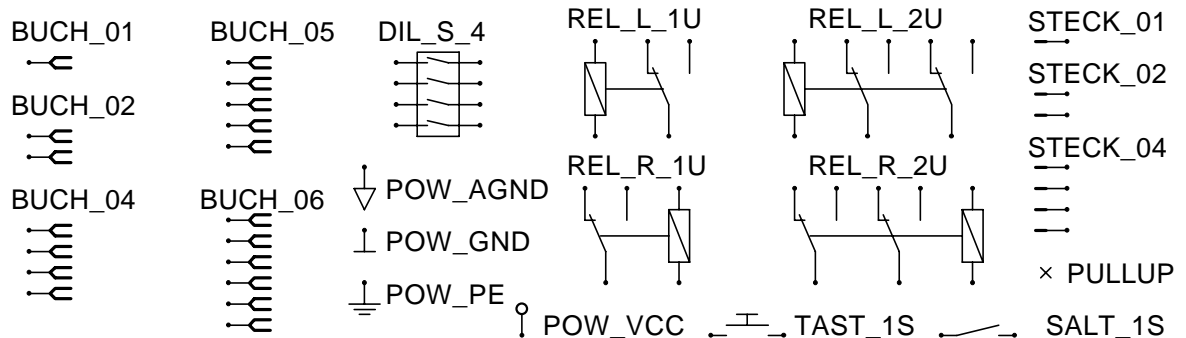 BUCH_01
BUCH_05
DIL_S_4
REL_L_1U
REL_L_2U
STECK_01
STECK_02
BUCH_02
STECK_04
REL_R_1U
REL_R_2U
POW_AGND
BUCH_04
BUCH_06
POW_GND
PULLUP
POW_PE
POW_VCC
TAST_1S
SALT_1S